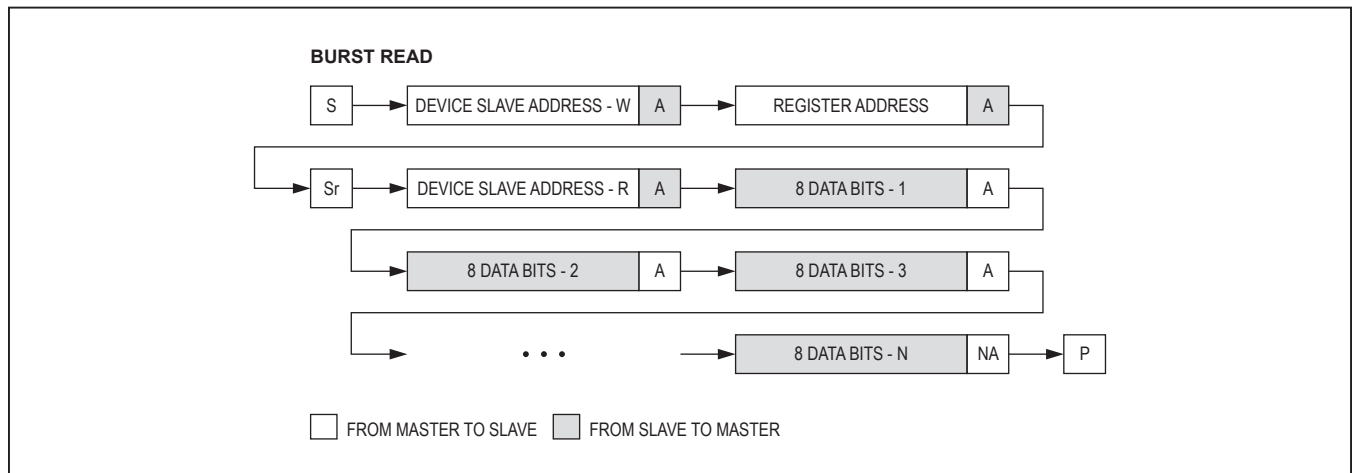 BURST READ
S DEVICE SLAVE ADDRESS - W A REGISTER ADDRESS A
Sr DEVICE SLAVE ADDRESS - R A 8 DATA BITS - 1 A
8 DATA BITS - 2 A 8 DATA BITS - 3 A
• • • 8 DATA BITS - N NA P
FROM MASTER TO SLAVE FROM SLAVE TO MASTER